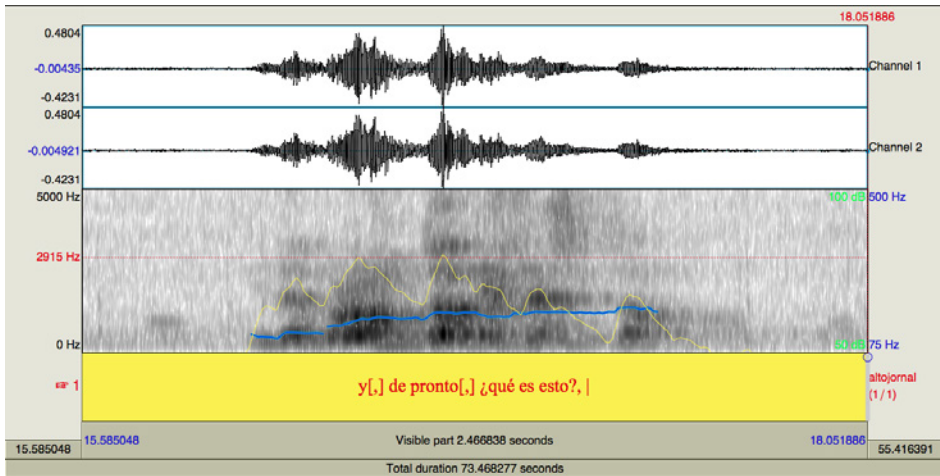 18.051886
0.4804
-0.00435
-0.4231
Channel 1
0.4804
-0.004921
-0.4231
Channel 2
5000 Hz
100 dB 500 Hz
2915 Hz
0 Hz
50 dB 75 Hz
☞ 1
y[,] de pronto[,] ¿qué es esto?, |
altojornal
(1 / 1)
15.585048
Visible part 2.466838 seconds
18.051886
15.585048
55.416391
Total duration 73.468277 seconds